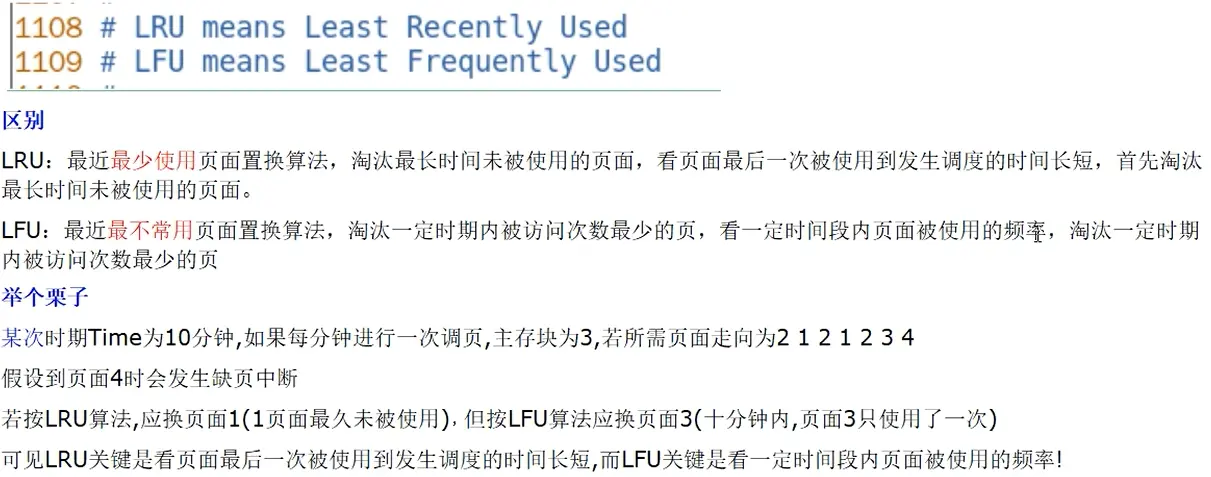 1108 # LRU means Least Recently Used
1109 # LFU means Least Frequently Used
区别
LRU：最近最少使用页面置换算法，淘汰最长时间未被使用的页面，看页面最后一次被使用到发生调度的时间长短，首先淘汰
最长时间未被使用的页面。
LFU：最近最不常用页面置换算法，淘汰一定时期内被访问次数最少的页，看一定时间段内页面被使用的频率，淘汰一定时期
内被访问次数最少的页
举个栗子
某次时期Time为10分钟,如果每分钟进行一次调页,主存块为3,若所需页面走向为2 1 2 1 2 3 4
假设到页面4时会发生缺页中断
若按LRU算法,应换页面1(1页面最久未被使用)，但按LFU算法应换页面3(十分钟内,页面3只使用了一次)
可见LRU关键是看页面最后一次被使用到发生调度的时间长短,而LFU关键是看一定时间段内页面被使用的频率!